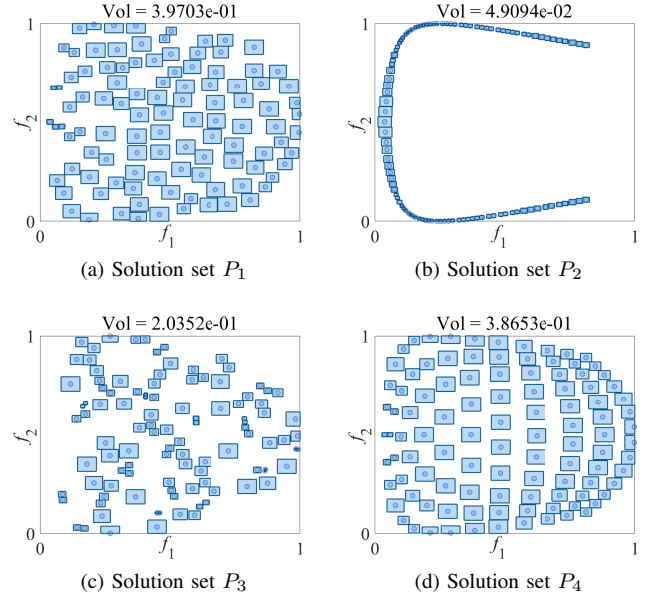 Vol = 3.9703e-01
Vol = 4.9094e-02
1
f2
0
0
f1
1
1
f2
0
0
f1
1
(a) Solution set P1
(b) Solution set P2
Vol = 2.0352e-01
Vol = 3.8653e-01
1
f2
0
0
f1
1
1
f2
0
0
f1
1
(c) Solution set P3
(d) Solution set P4